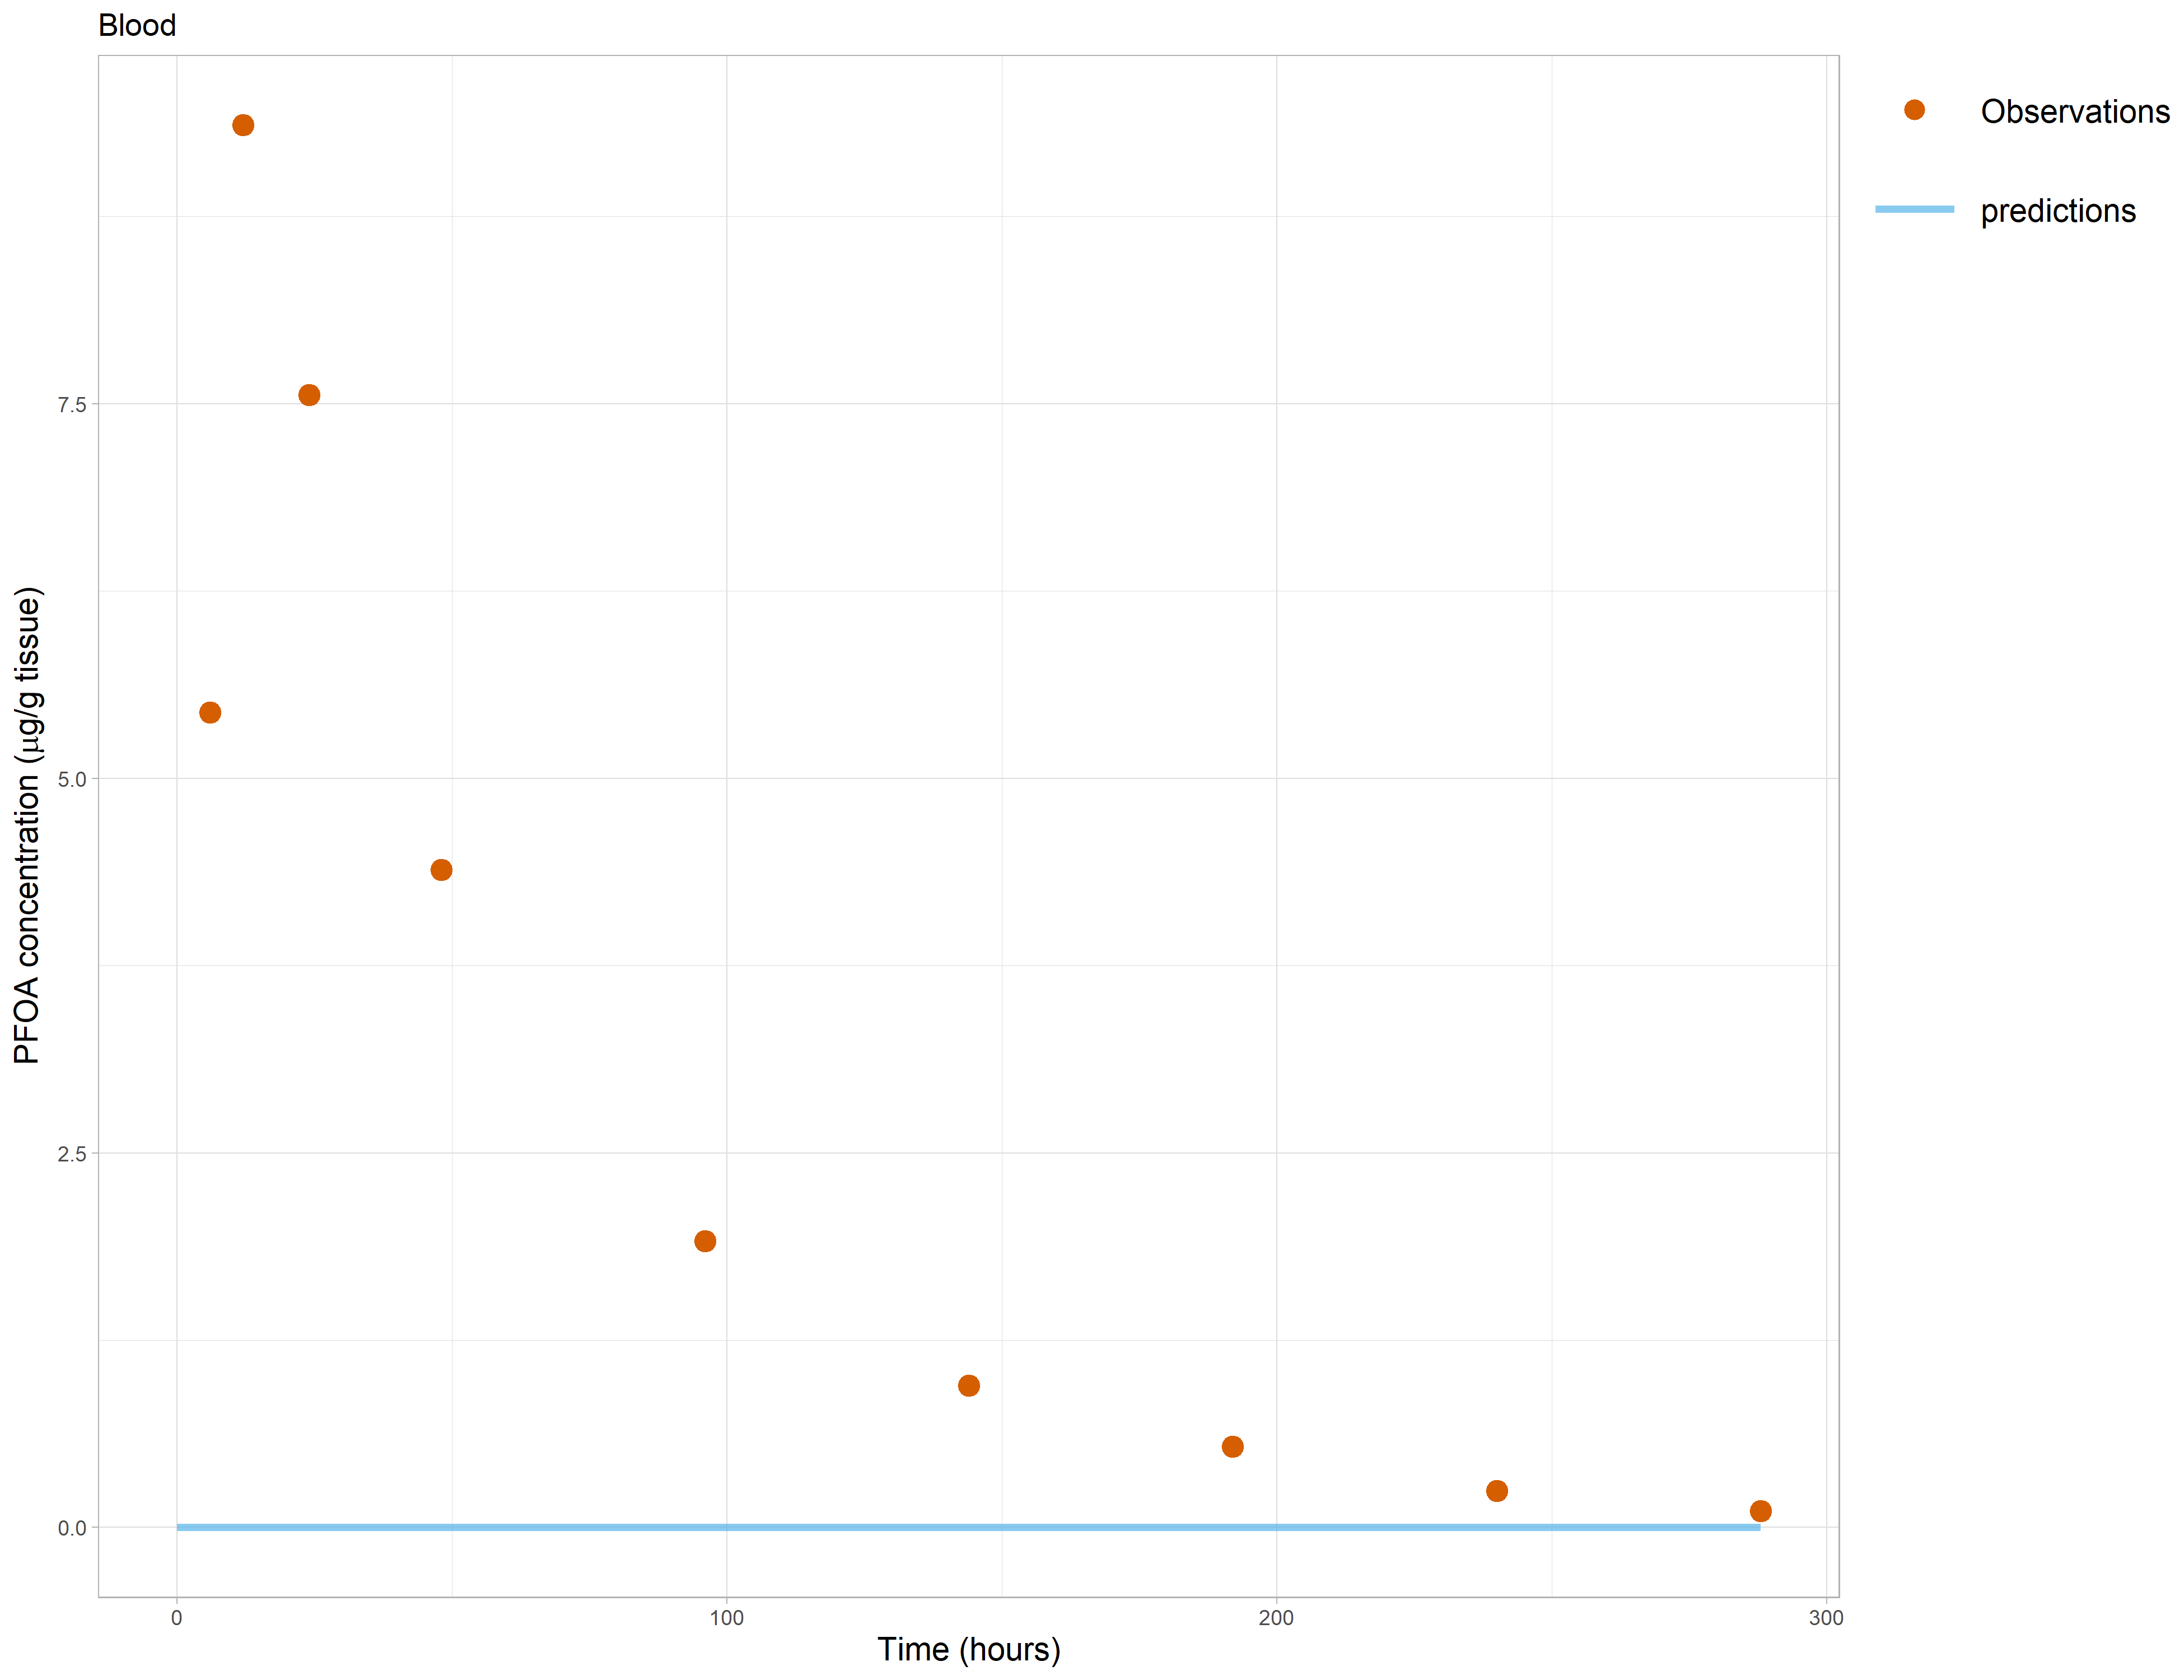 Blood
Observations
predictions
PFOA concentration (μg/g tissue)
7.5
5.0
2.5
0.0
0
100
200
300
Time (hours)